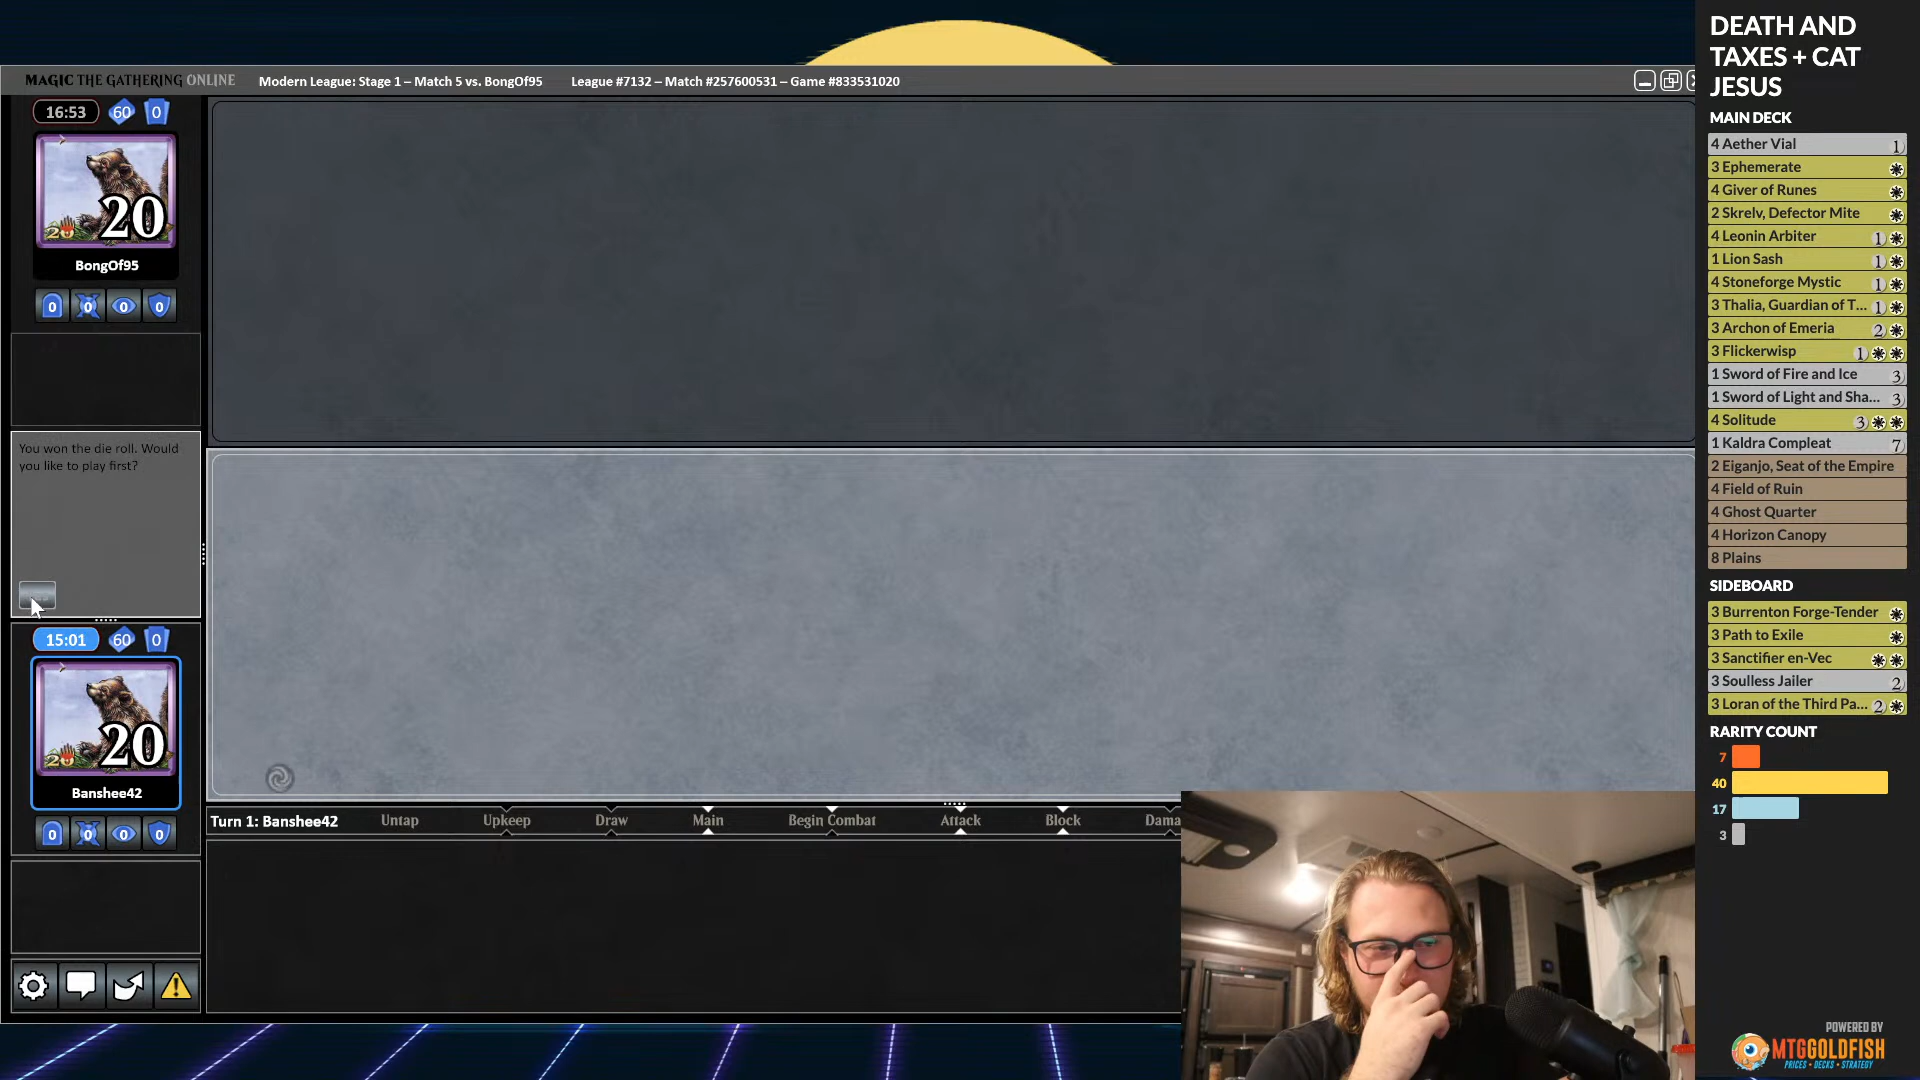 MAGIC THE GATHERING ONLINE
Modern League: Stage 1 – Match 5 vs. BongOf95
League #7132 – Match #257600531 – Game #833531020
16:53
60
0
20
BongOf95
0
0
0
0
You won the die roll. Would
you like to play first?
15:01
60
0
20
Banshee42
0
0
0
0
Turn 1: Banshee42
Untap
Upkeep
Draw
Main
Begin Combat
Attack
Block
Dama
DEATH AND
TAXES + CAT
JESUS
MAIN DECK
4 Aether Vial 1
3 Ephemerate
4 Giver of Runes
2 Skrelv, Defector Mite
4 Leonin Arbiter 1
1 Lion Sash 1
4 Stoneforge Mystic 1
3 Thalia, Guardian of T... 1
3 Archon of Emeria 2
3 Flickerwisp 1
1 Sword of Fire and Ice 3
1 Sword of Light and Sha... 3
4 Solitude 3
1 Kaldra Compleat 7
2 Eiganjo, Seat of the Empire
4 Field of Ruin
4 Ghost Quarter
4 Horizon Canopy
8 Plains
SIDEBOARD
3 Burrenton Forge-Tender
3 Path to Exile
3 Sanctifier en-Vec
3 Soulless Jailer 2
3 Loran of the Third Pa... 2
RARITY COUNT
7
40
17
3
POWERED BY
MTGGOLDFISH
PRICES • DECKS • STRATEGY